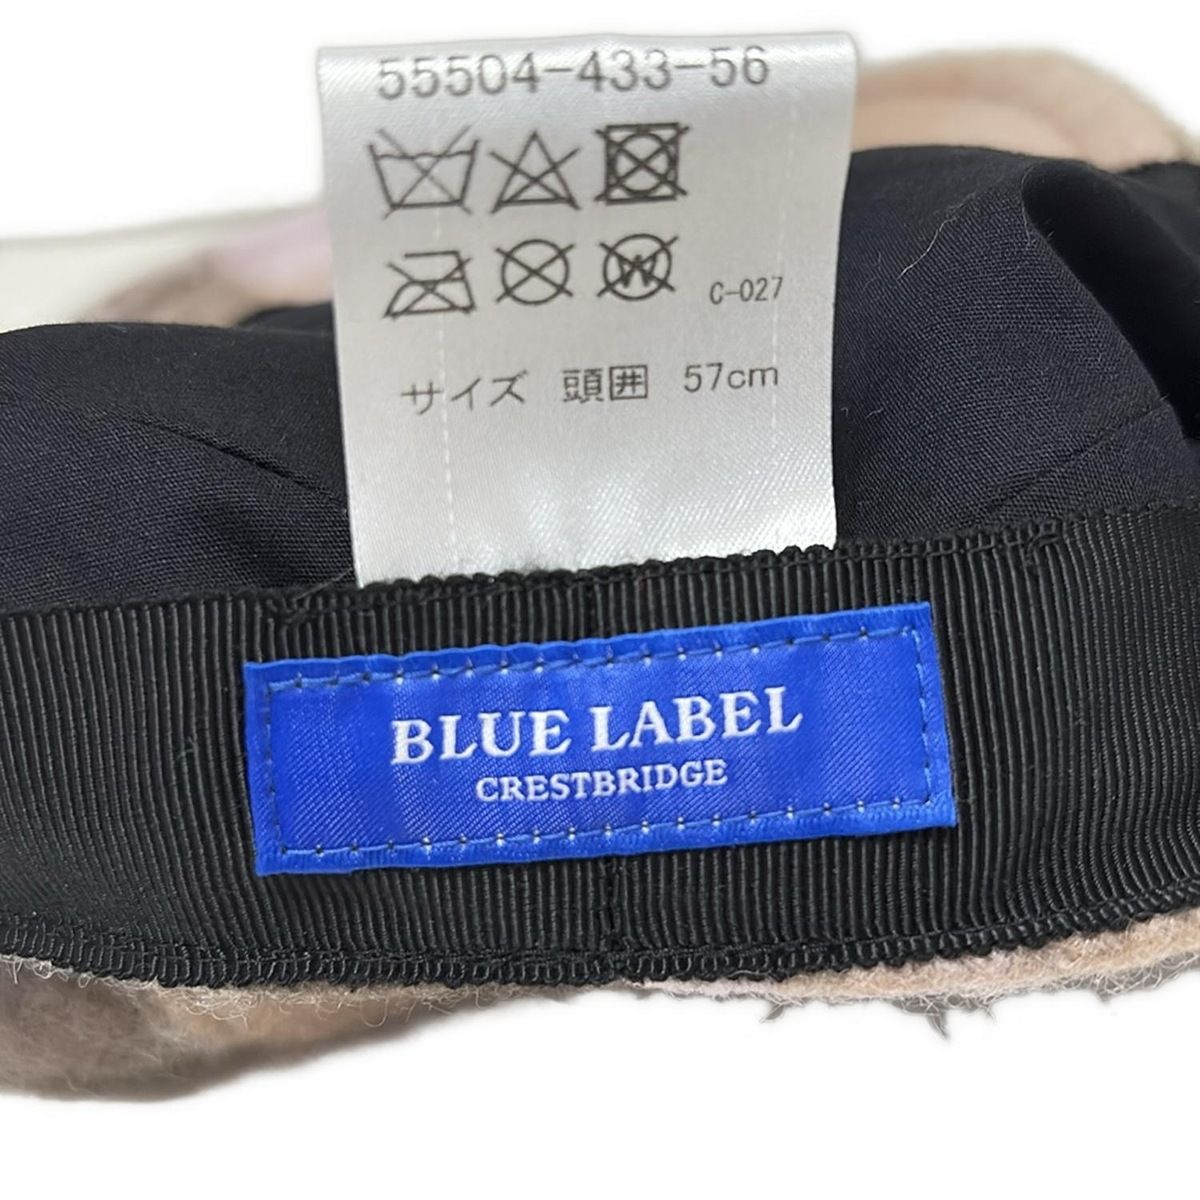 55504-433-56
W
C-027
サイズ 頭囲 57cm
BLUE LABEL
CRESTBRIDGE